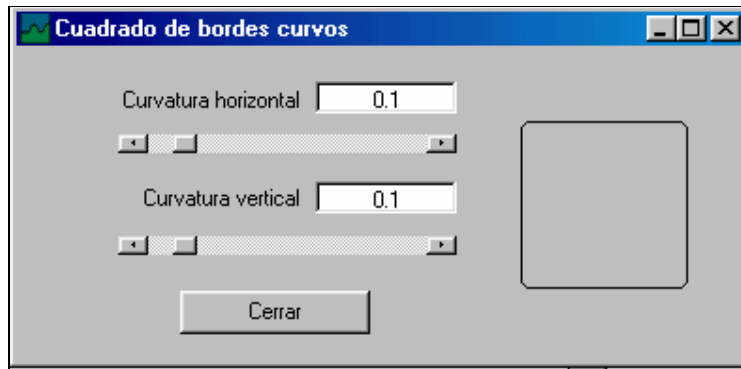 Cuadrado de bordes curvos
Curvatura horizontal 0.1
Curvatura vertical 0.1
Cerrar